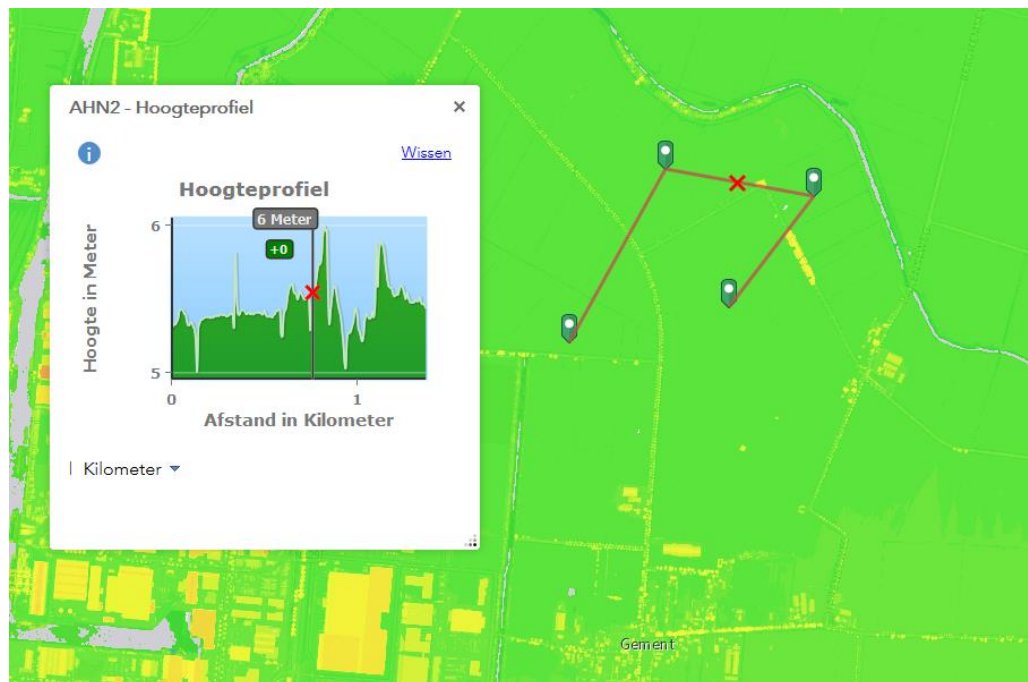 AHN2 - Hoogteprofiel
×
i
Wissen
Hoogteprofiel
6 Meter
+0
6
5
Hoogte in Meter
0
1
Afstand in Kilometer
| Kilometer
Gement